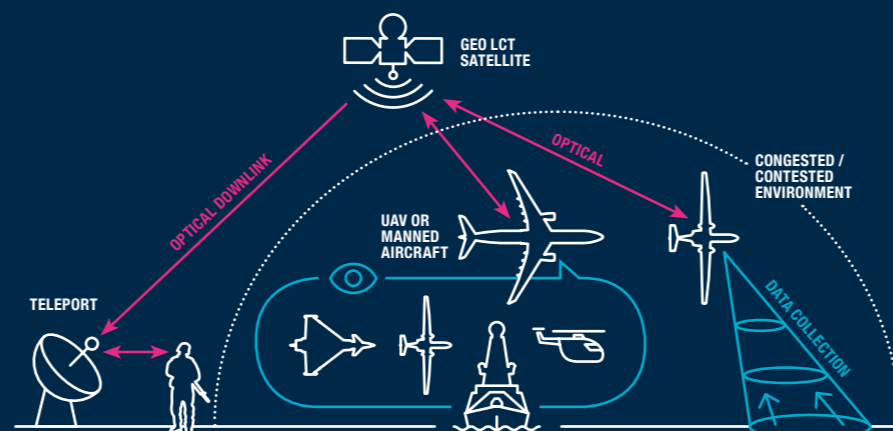 GEO LCT
SATELLITE
OPTICAL
CONGESTED /
CONTESTED
ENVIRONMENT
OPTICAL DOWNLINK
UAV OR
MANNED
AIRCRAFT
TELEPORT
DATA COLLECTION